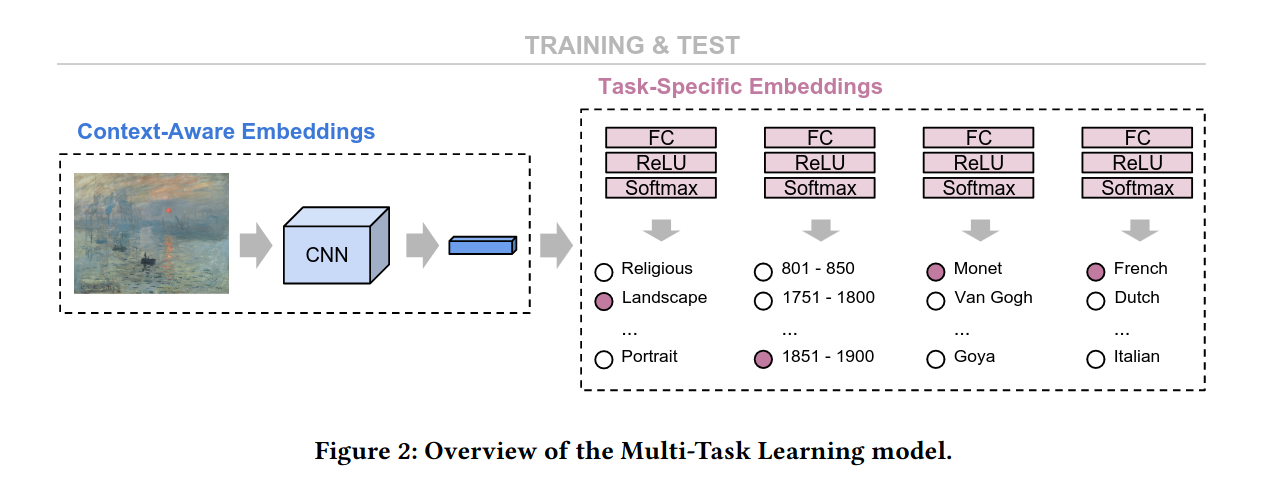 TRAINING & TEST
Task-Specific Embeddings
Context-Aware Embeddings
CNN
FC
ReLU
Softmax
Religious
Landscape
...
Portrait
FC
ReLU
Softmax
801 - 850
1751 - 1800
...
1851 - 1900
FC
ReLU
Softmax
Monet
Van Gogh
...
Goya
FC
ReLU
Softmax
French
Dutch
...
Italian
Figure 2: Overview of the Multi-Task Learning model.